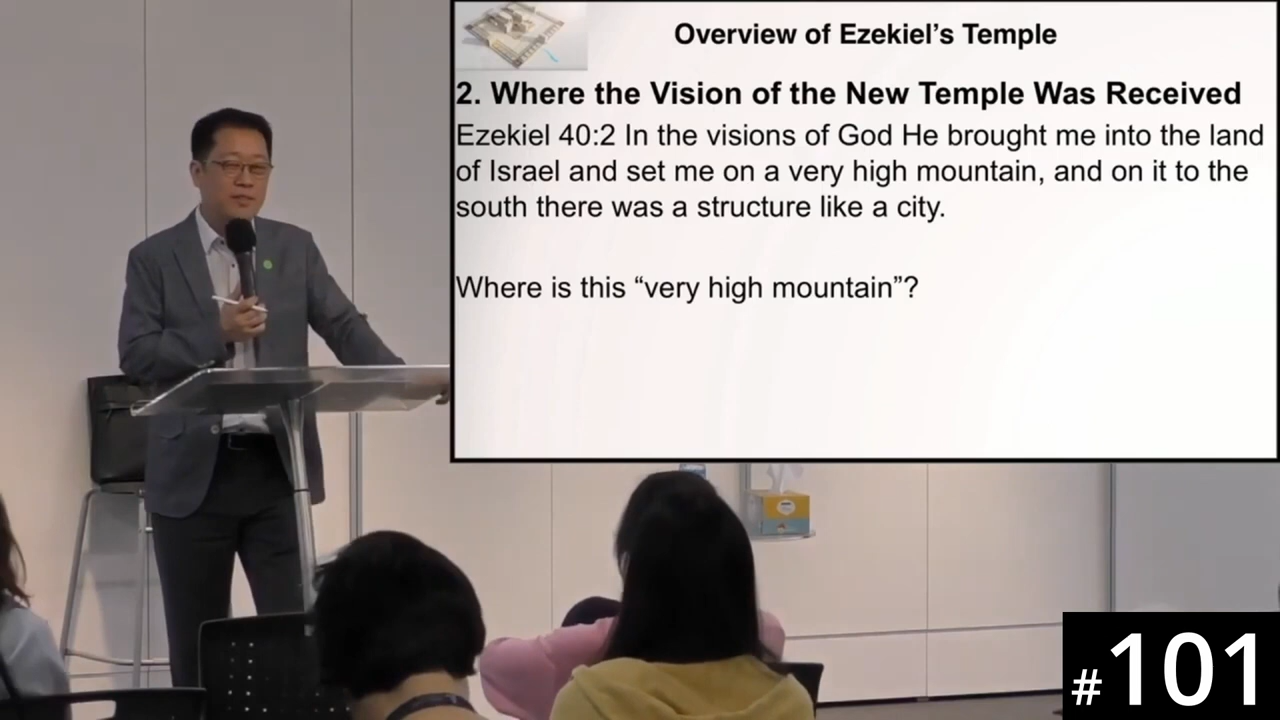 Overview of Ezekiel’s Temple
2. Where the Vision of the New Temple Was Received
Ezekiel 40:2 In the visions of God He brought me into the land
of Israel and set me on a very high mountain, and on it to the
south there was a structure like a city.
Where is this “very high mountain”?
#101